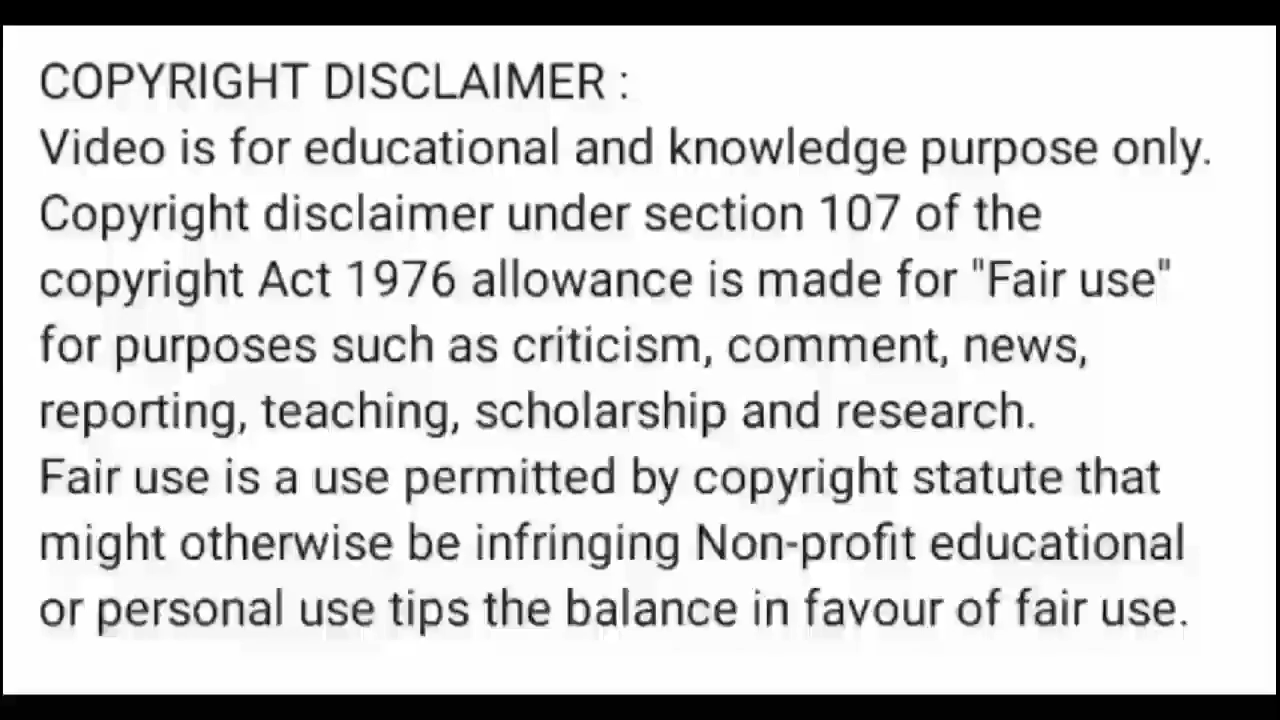 COPYRIGHT DISCLAIMER :
Video is for educational and knowledge purpose only.
Copyright disclaimer under section 107 of the
copyright Act 1976 allowance is made for "Fair use"
for purposes such as criticism, comment, news,
reporting, teaching, scholarship and research.
Fair use is a use permitted by copyright statute that
might otherwise be infringing Non-profit educational
or personal use tips the balance in favour of fair use.